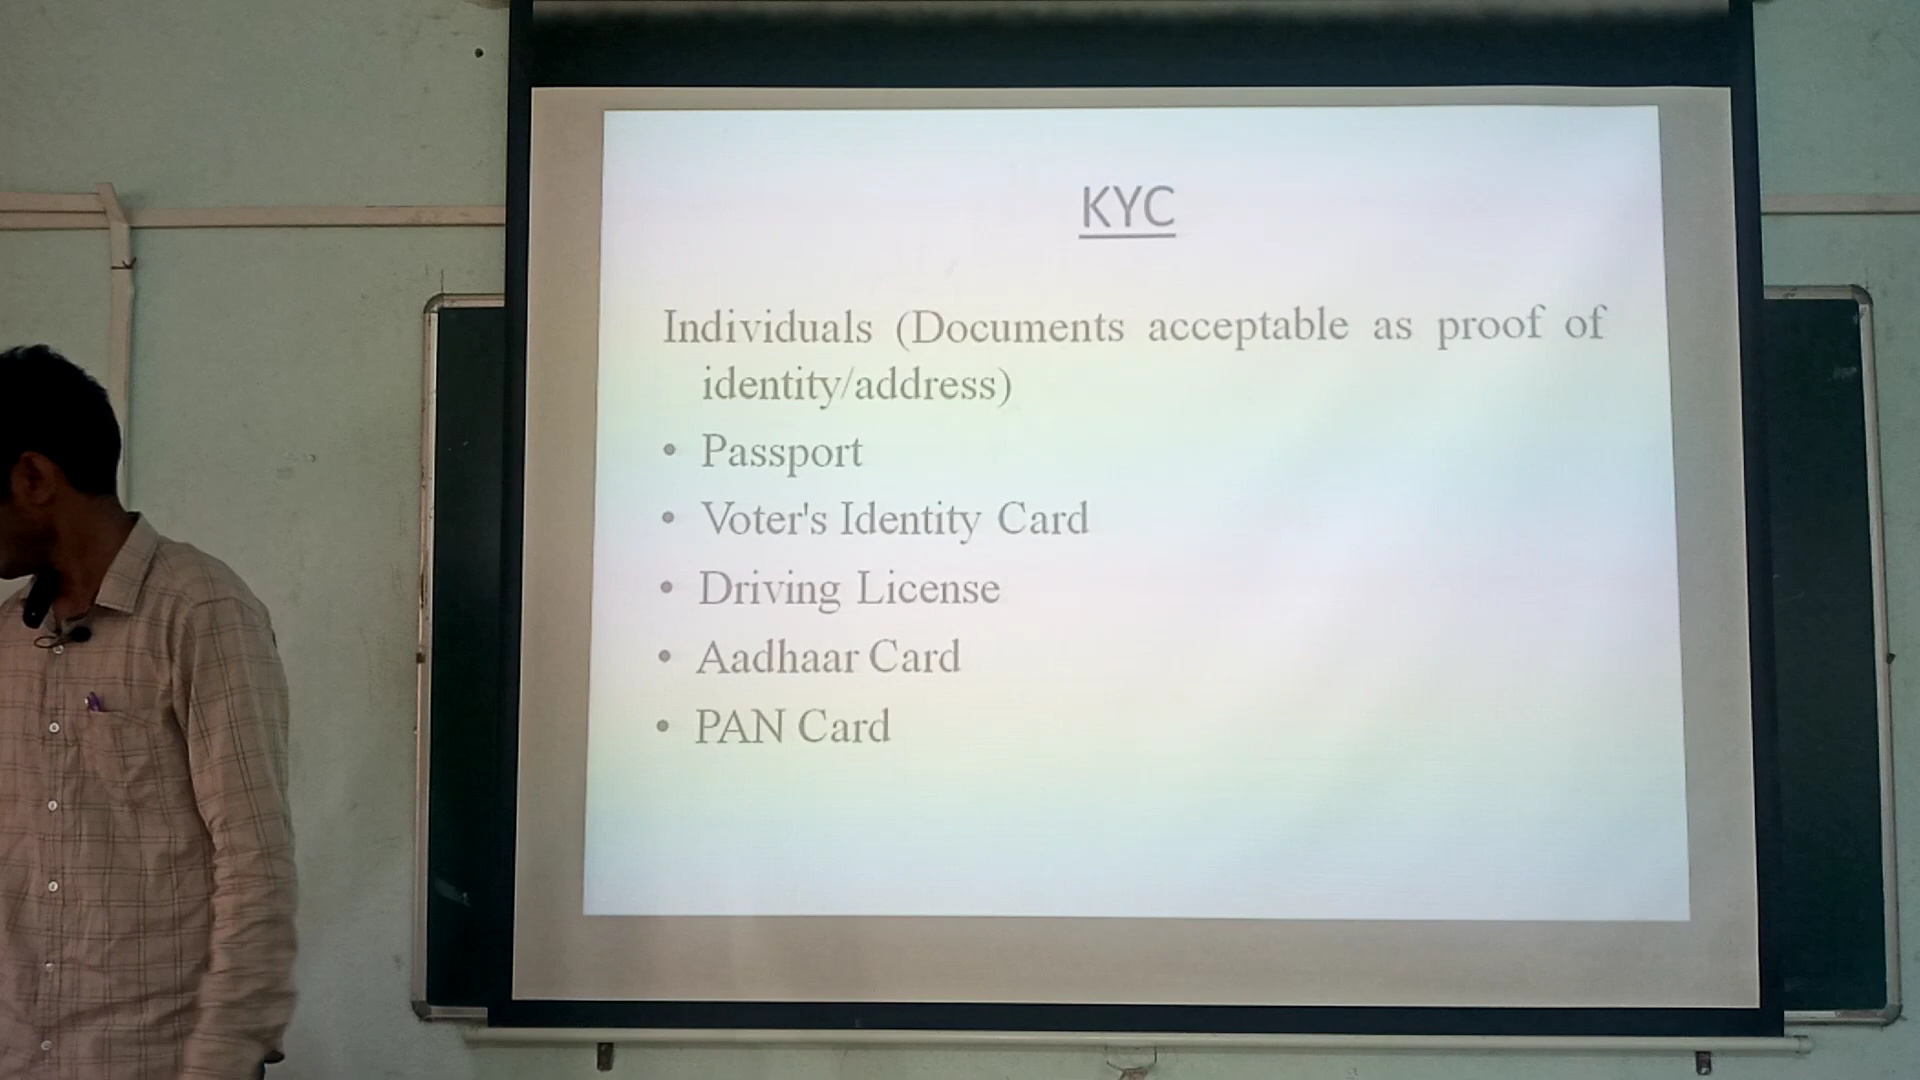 KYC
Individuals (Documents acceptable as proof of
identity/address)
• Passport
• Voter's Identity Card
• Driving License
• Aadhaar Card
• PAN Card